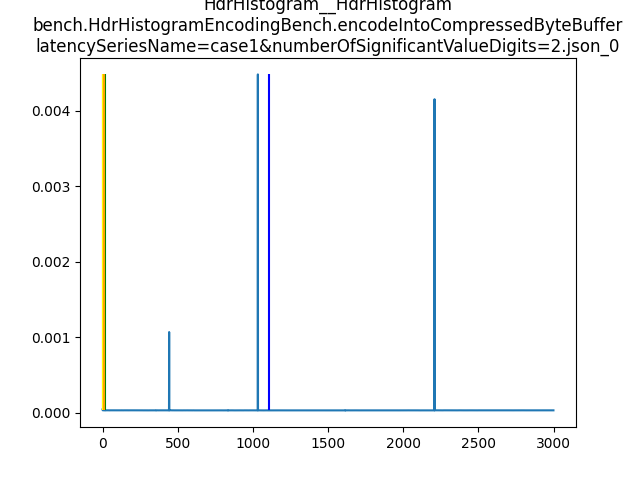 HdrHistogram__HdrHistogram
bench.HdrHistogramEncodingBench.encodeIntoCompressedByteBuffer
latencySeriesName=case1&numberOfSignificantValueDigits=2.json_0
0.004
0.003
0.002
0.001
0.000
0 500 1000 1500 2000 2500 3000